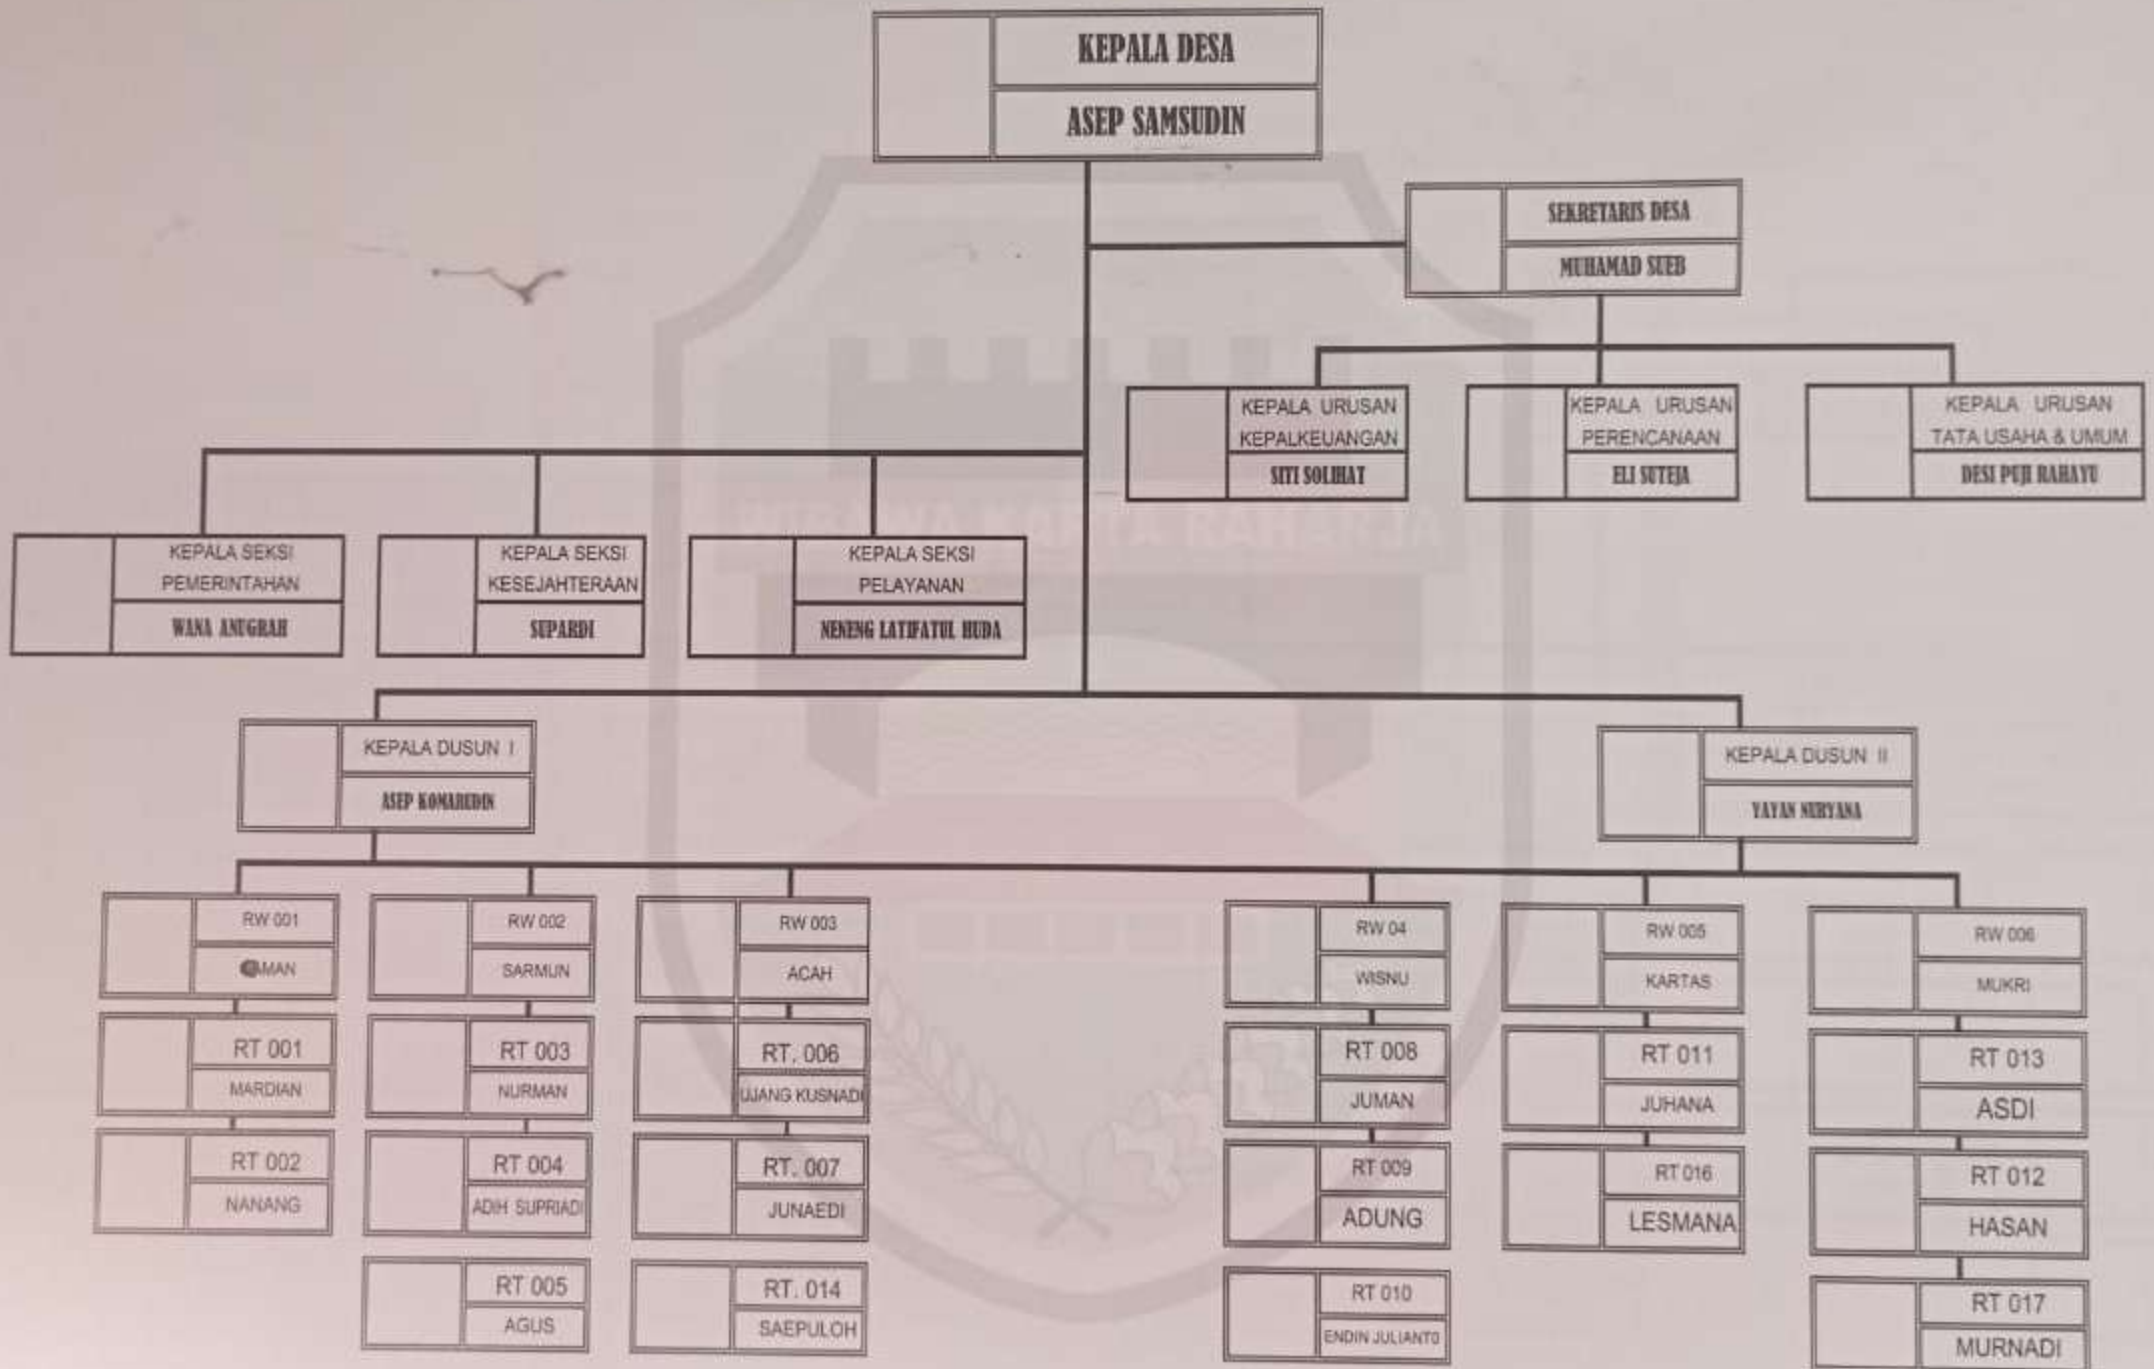 KEPALA DESA
ASEP SAMSUDIN
SEKRETARIS DESA
MUHAMAD SUEB
KEPALA URUSAN
KEPALKEUANGAN
SITI SOLIHAT
KEPALA URUSAN
PERENCANAAN
ELI SUTEJA
KEPALA URUSAN
TATA USAHA & UMUM
DESI PUJI RAHAYU
KEPALA SEKSI
PEMERINTAHAN
WANA ANUGRAH
KEPALA SEKSI
KESEJAHTERAAN
SUPARDI
KEPALA SEKSI
PELAYANAN
NENENG LATIFATUL HUDA
KARTA RAHARJA
KEPALA DUSUN I
ASEP KOMARUDIN
KEPALA DUSUN II
YAYAN NURYANA
RW 001
RW 002
SARMUN
RW 003
ACAH
RW 04
WISNU
RW 005
KARTAS
RW 006
MUKRI
RT 001
MARDIAN
RT 003
NURMAN
RT. 006
UJANG KUSNADI
RT 008
JUMAN
RT 011
JUHANA
RT 013
ASDI
RT 002
NANANG
RT 004
ADIH SUPRIADI
RT. 007
JUNAEDI
RT 009
ADUNG
RT 016
LESMANA
RT 012
HASAN
RT 005
AGUS
RT. 014
SAEPULOH
RT 010
ENDIN JULIANTO
RT 017
MURNADI